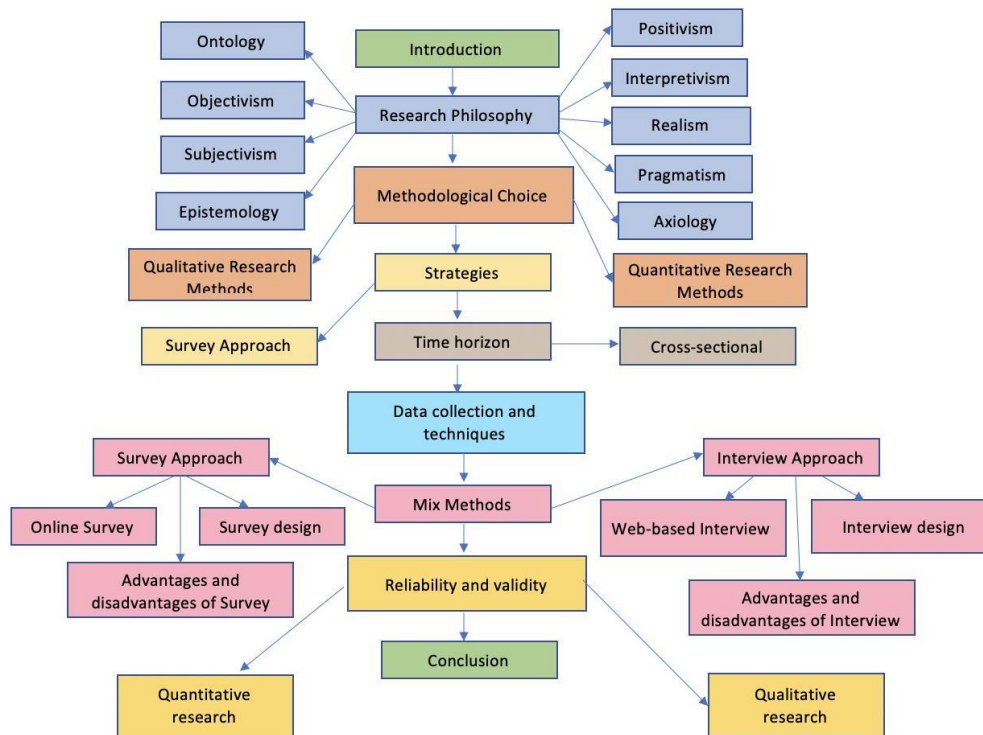 Ontology
Introduction
Positivism
Objectivism
Research Philosophy
Interpretivism
Subjectivism
Realism
Epistemology
Pragmatism
Methodological Choice
Axiology
Qualitative Research
Methods
Strategies
Quantitative Research
Methods
Survey Approach
Time horizon
Cross-sectional
Data collection and
techniques
Survey Approach
Interview Approach
Mix Methods
Online Survey
Survey design
Web-based Interview
Interview design
Advantages and
disadvantages of Survey
Reliability and validity
Advantages and
disadvantages of Interview
Conclusion
Quantitative
research
Qualitative
research